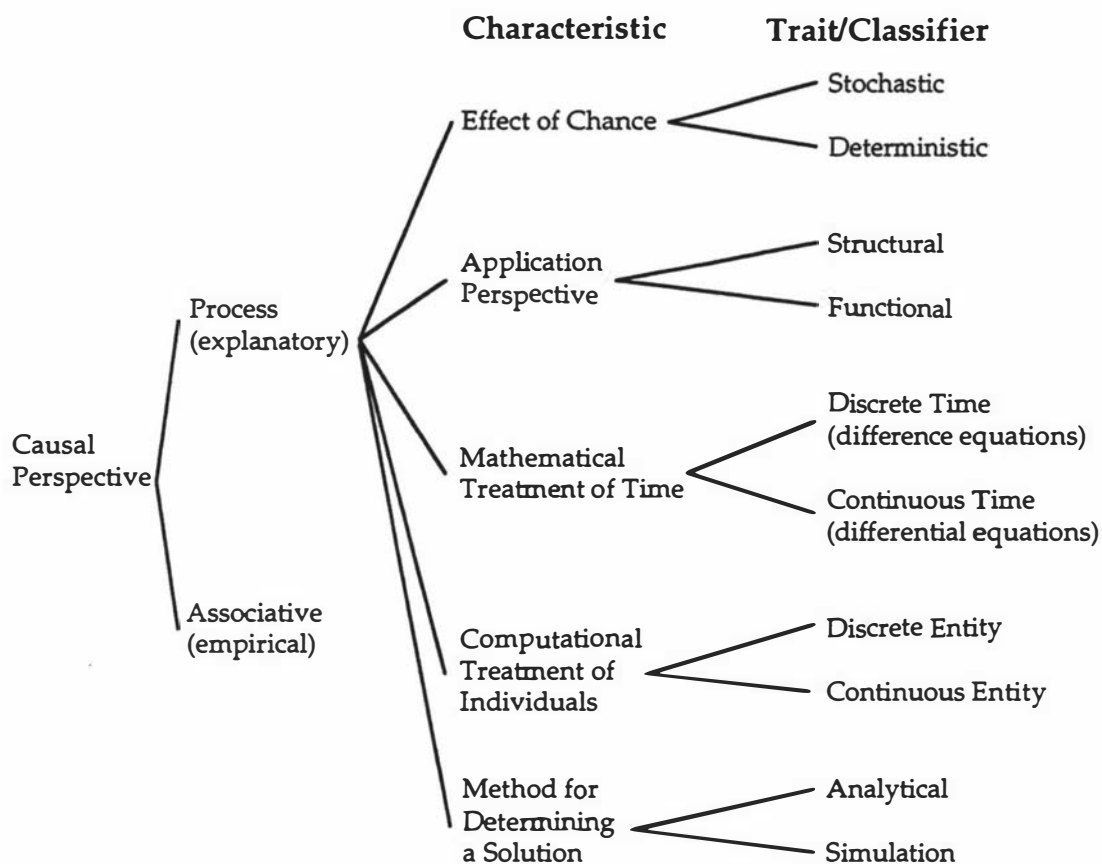 Characteristic
Trait/Classifier
Causal
Perspective
Process
(explanatory)
Associative
(empirical)
Effect of Chance
Stochastic
Deterministic
Application
Perspective
Structural
Functional
Mathematical
Treatment of Time
Discrete Time
(difference equations)
Continuous Time
(differential equations)
Computational
Treatment of
Individuals
Discrete Entity
Continuous Entity
Method for
Determining
a Solution
Analytical
Simulation